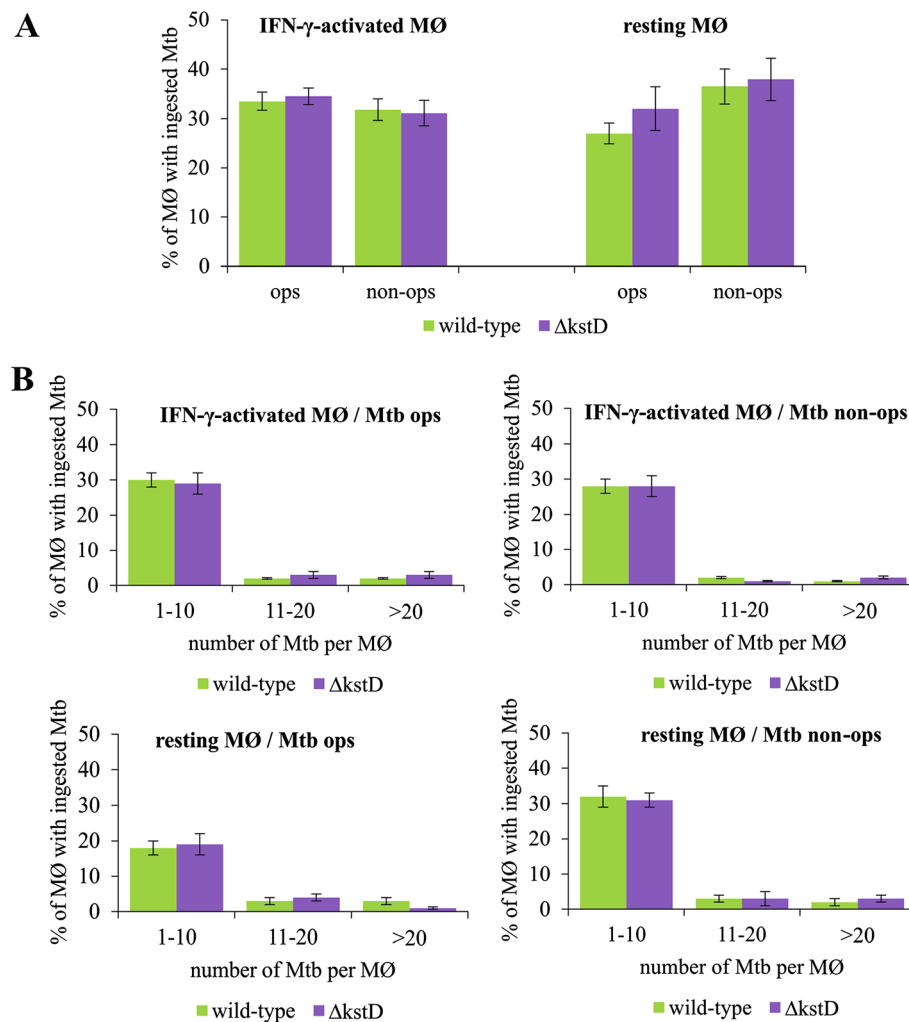 A
IFN-γ-activated MØ
resting MØ
% of MØ with ingested Mtb
50
40
30
20
10
0
ops
non-ops
ops
non-ops
wild-type
ΔkstD
B
IFN-γ-activated MØ / Mtb ops
% of MØ with ingested Mtb
50
40
30
20
10
0
1-10
11-20
>20
number of Mtb per MØ
wild-type
ΔkstD
IFN-γ-activated MØ / Mtb non-ops
% of MØ with ingested Mtb
50
40
30
20
10
0
1-10
11-20
>20
number of Mtb per MØ
wild-type
ΔkstD
resting MØ / Mtb ops
% of MØ with ingested Mtb
50
40
30
20
10
0
1-10
11-20
>20
number of Mtb per MØ
wild-type
ΔkstD
resting MØ / Mtb non-ops
% of MØ with ingested Mtb
50
40
30
20
10
0
1-10
11-20
>20
number of Mtb per MØ
wild-type
ΔkstD